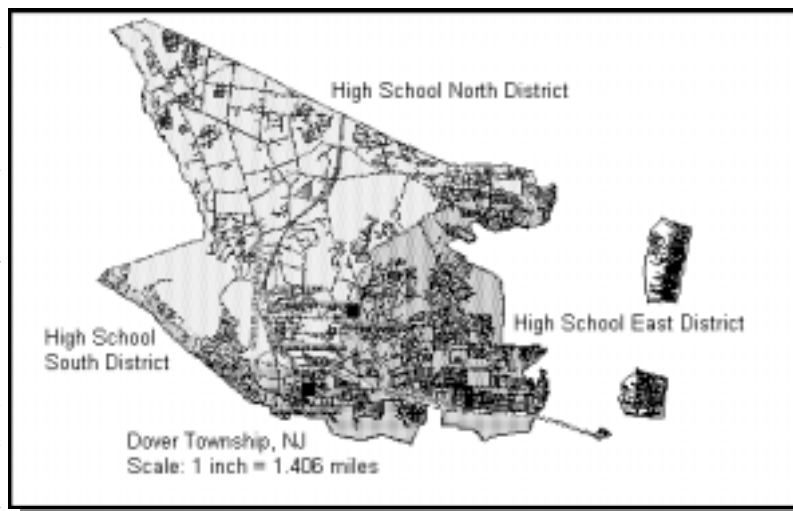 High School North District
High School East District
High School
South District
Dover Township, NJ
Scale: 1 inch = 1.406 miles